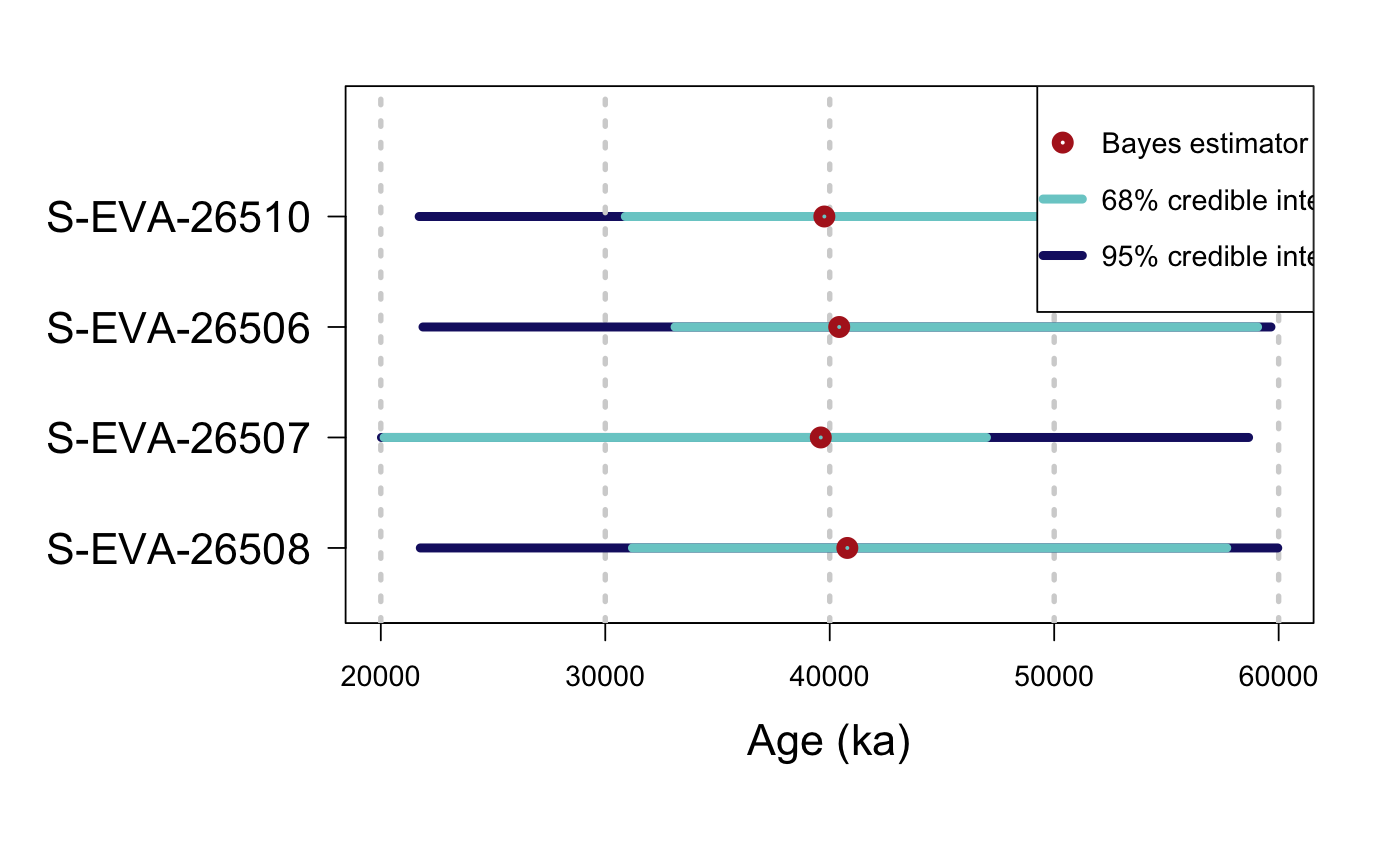 Bayes estimator
68% credible inte
95% credible inte
S-EVA-26510
S-EVA-26506
S-EVA-26507
S-EVA-26508
20000 30000 40000 50000 60000
Age (ka)